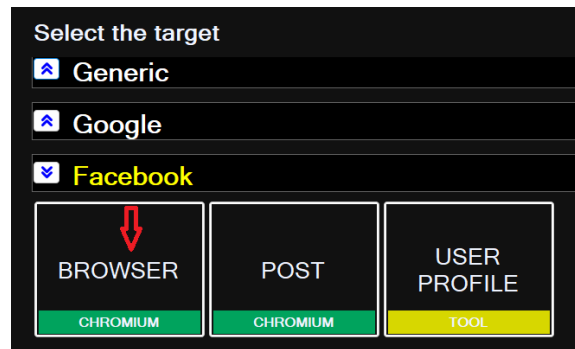 Select the target
Generic
Google
Facebook
BROWSER
CHROMIUM
POST
CHROMIUM
USER
PROFILE
TOOL